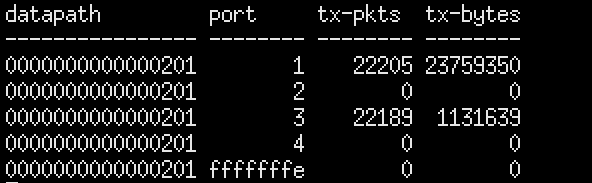 datapath port tx-pkts tx-bytes
---------------- -------- -------- --------
0000000000000201 1 22205 23759350
0000000000000201 2 0 0
0000000000000201 3 22189 1131639
0000000000000201 4 0 0
0000000000000201 fffffffe 0 0